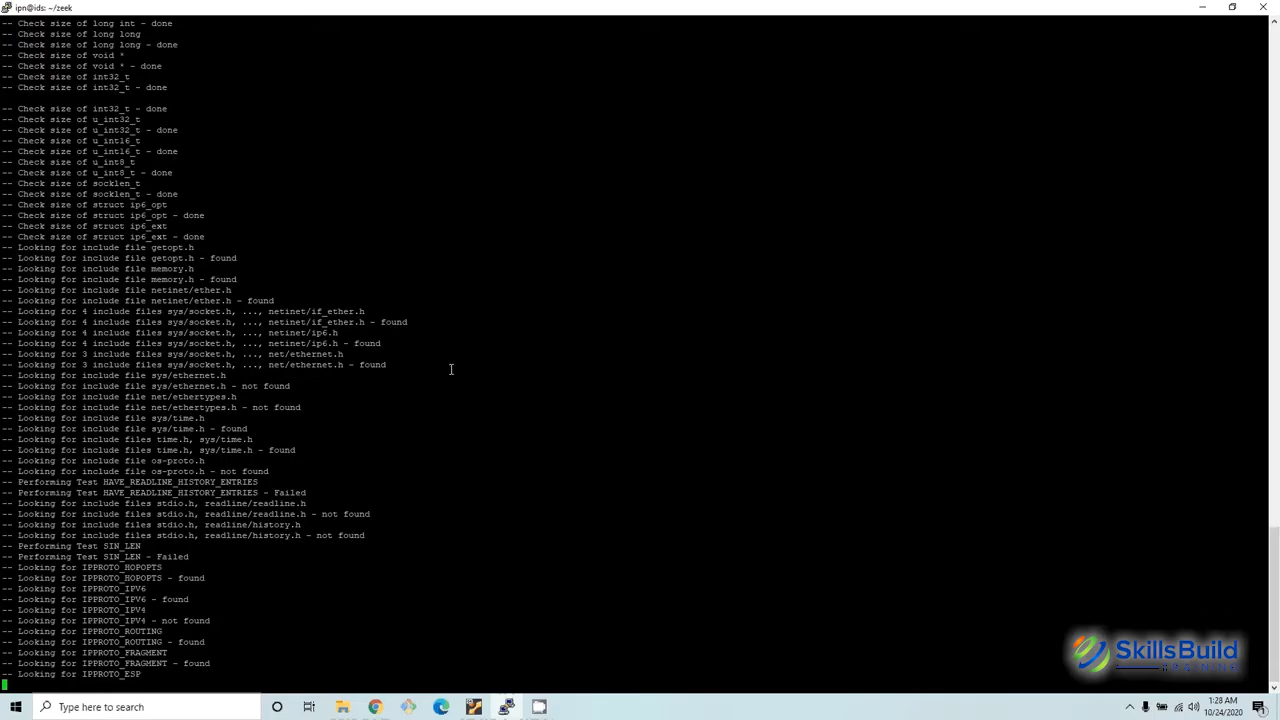 ipn@ids: ~/zeek
-- Check size of long int - done
-- Check size of long long
-- Check size of long long - done
-- Check size of void *
-- Check size of void * - done
-- Check size of int32_t
-- Check size of int32_t - done
-- Check size of int32_t - done
-- Check size of u_int32_t
-- Check size of u_int32_t - done
-- Check size of u_int16_t
-- Check size of u_int16_t - done
-- Check size of u_int8_t
-- Check size of u_int8_t - done
-- Check size of socklen_t
-- Check size of socklen_t - done
-- Check size of struct ip6_opt
-- Check size of struct ip6_opt - done
-- Check size of struct ip6_ext
-- Check size of struct ip6_ext - done
-- Looking for include file getopt.h
-- Looking for include file getopt.h - found
-- Looking for include file memory.h
-- Looking for include file memory.h - found
-- Looking for include file netinet/ether.h
-- Looking for include file netinet/ether.h - found
-- Looking for 4 include files sys/socket.h, ..., netinet/if_ether.h
-- Looking for 4 include files sys/socket.h, ..., netinet/if_ether.h - found
-- Looking for 4 include files sys/socket.h, ..., netinet/ip6.h
-- Looking for 4 include files sys/socket.h, ..., netinet/ip6.h - found
-- Looking for 3 include files sys/socket.h, ..., net/ethernet.h
-- Looking for 3 include files sys/socket.h, ..., net/ethernet.h - found
-- Looking for include file sys/ethernet.h
-- Looking for include file sys/ethernet.h - not found
-- Looking for include file net/ethertypes.h
-- Looking for include file net/ethertypes.h - not found
-- Looking for include file sys/time.h
-- Looking for include file sys/time.h - found
-- Looking for include files time.h, sys/time.h
-- Looking for include files time.h, sys/time.h - found
-- Looking for include file os-proto.h
-- Looking for include file os-proto.h - not found
-- Performing Test HAVE_READLINE_HISTORY_ENTRIES
-- Performing Test HAVE_READLINE_HISTORY_ENTRIES - Failed
-- Looking for include files stdio.h, readline/readline.h
-- Looking for include files stdio.h, readline/readline.h - not found
-- Looking for include files stdio.h, readline/history.h
-- Looking for include files stdio.h, readline/history.h - not found
-- Performing Test SIN_LEN
-- Performing Test SIN_LEN - Failed
-- Looking for IPPROTO_HOPOPTS
-- Looking for IPPROTO_HOPOPTS - found
-- Looking for IPPROTO_IPV6
-- Looking for IPPROTO_IPV6 - found
-- Looking for IPPROTO_IPV4
-- Looking for IPPROTO_IPV4 - not found
-- Looking for IPPROTO_ROUTING
-- Looking for IPPROTO_ROUTING - found
-- Looking for IPPROTO_FRAGMENT
-- Looking for IPPROTO_FRAGMENT - found
-- Looking for IPPROTO_ESP
SkillsBuild
Type here to search
1:28 AM
10/24/2020